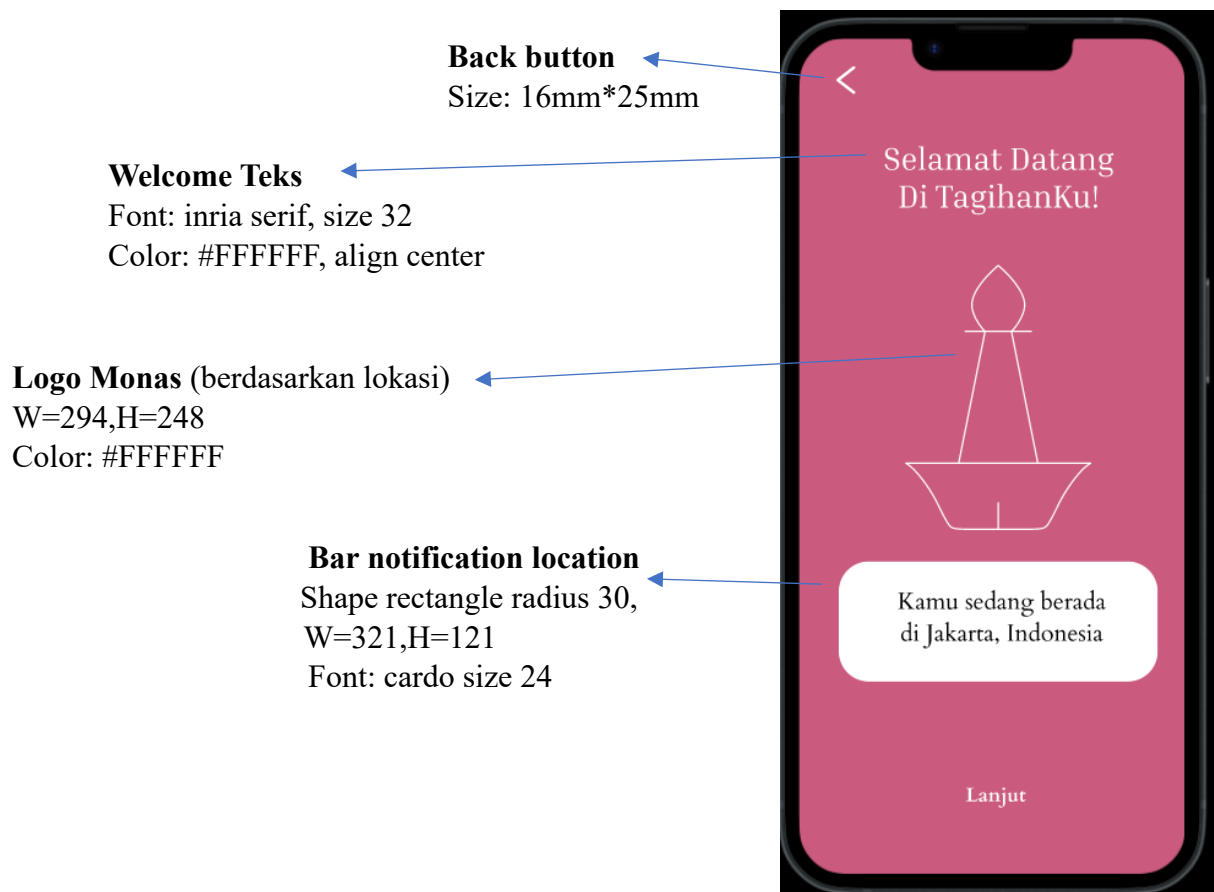 Back button
Size: 16mm*25mm
Welcome Teks
Font: inria serif, size 32
Color: #FFFFFF, align center
Logo Monas (berdasarkan lokasi)
W=294,H=248
Color: #FFFFFF
Bar notification location
Shape rectangle radius 30,
W=321,H=121
Font: cardo size 24
Selamat Datang
Di TagihanKu!
Kamu sedang berada
di Jakarta, Indonesia
Lanjut